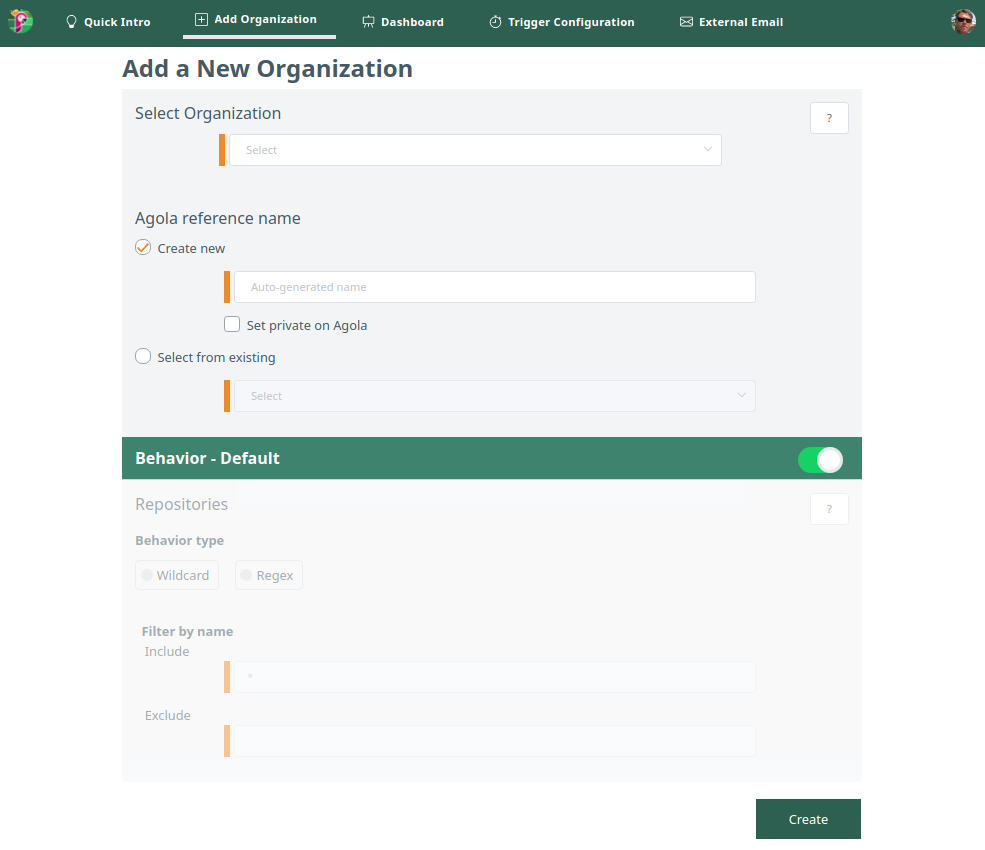 Quick Intro
Add Organization
Dashboard
Trigger Configuration
External Email
Add a New Organization
Select Organization
?
Select
Agola reference name
Create new
Auto-generated name
Set private on Agola
Select from existing
Select
Behavior - Default
Repositories
?
Behavior type
Wildcard
Regex
Filter by name
Include
*
Exclude
Create